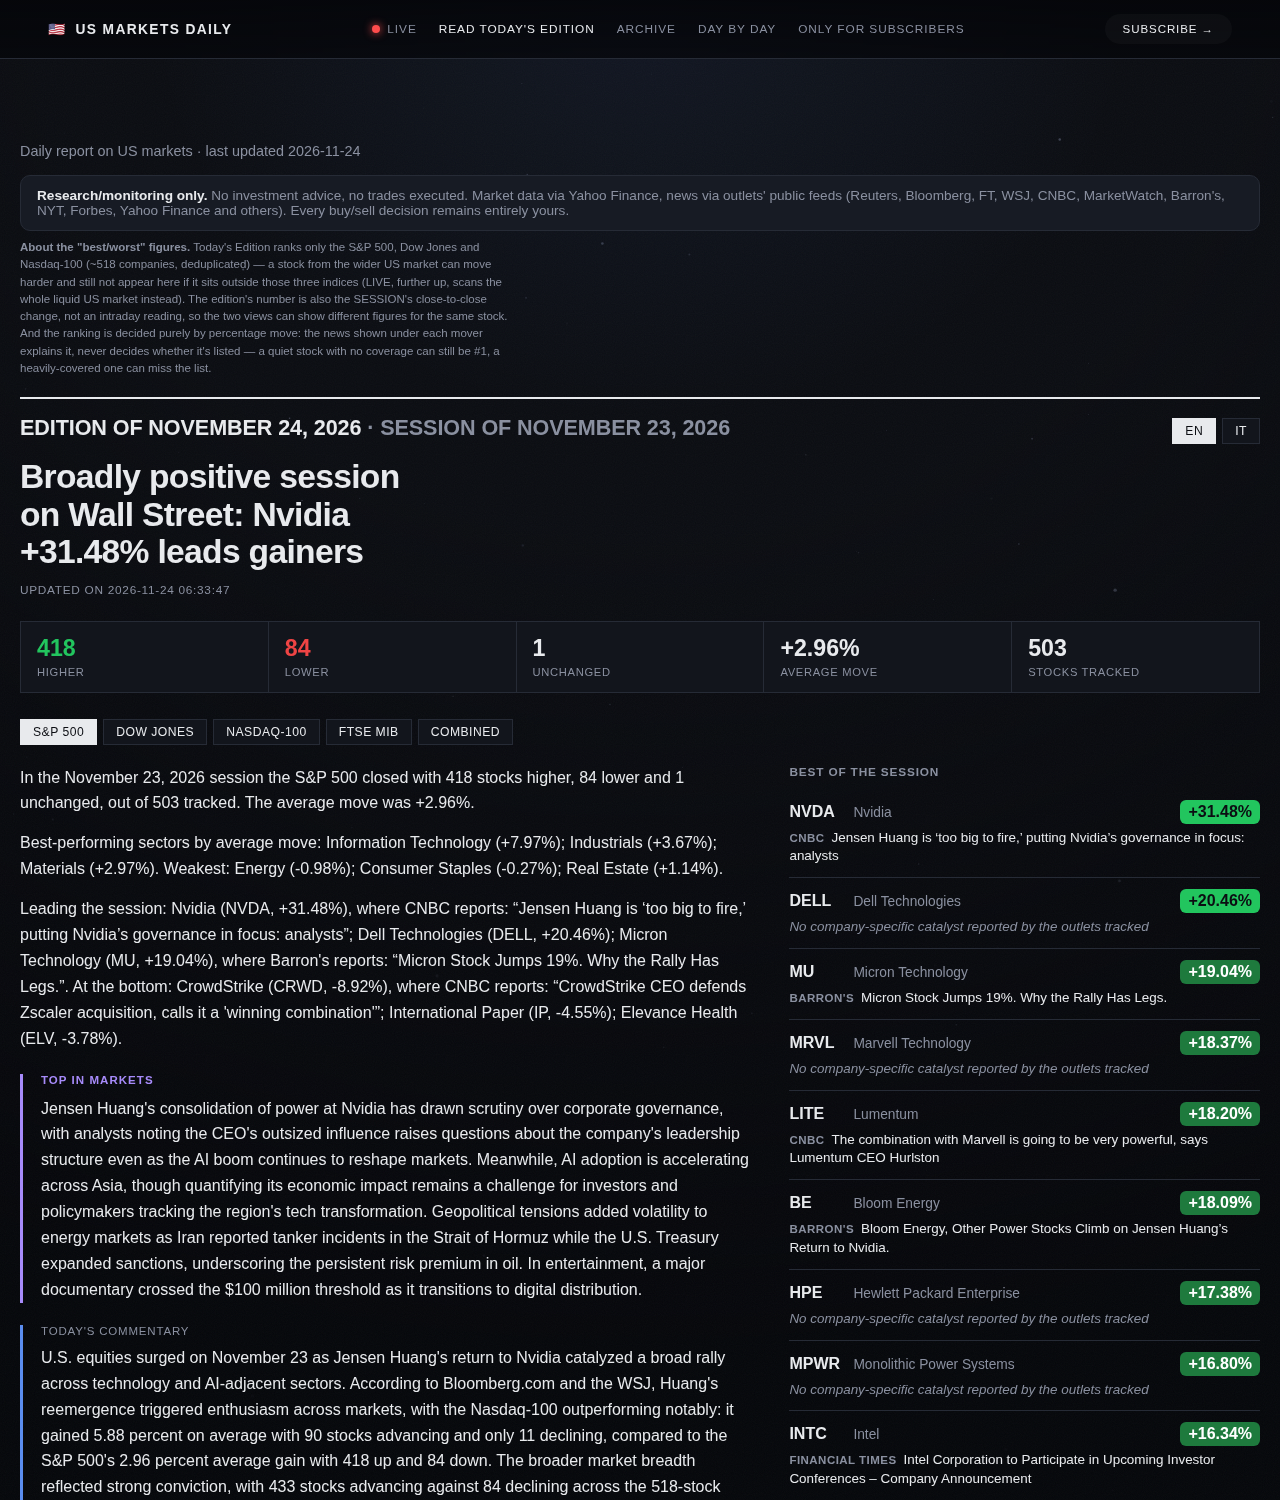 🇺🇸 US MARKETS DAILY
LIVE
READ TODAY'S EDITION
ARCHIVE
DAY BY DAY
ONLY FOR SUBSCRIBERS
SUBSCRIBE →
Daily report on US markets · last updated 2026-11-24
Research/monitoring only. No investment advice, no trades executed. Market data via Yahoo Finance, news via outlets' public feeds (Reuters, Bloomberg, FT, WSJ, CNBC, MarketWatch, Barron's,
NYT, Forbes, Yahoo Finance and others). Every buy/sell decision remains entirely yours.
About the "best/worst" figures. Today's Edition ranks only the S&P 500, Dow Jones and
Nasdaq-100 (~518 companies, deduplicated) — a stock from the wider US market can move
harder and still not appear here if it sits outside those three indices (LIVE, further up, scans the
whole liquid US market instead). The edition's number is also the SESSION's close-to-close
change, not an intraday reading, so the two views can show different figures for the same stock.
And the ranking is decided purely by percentage move: the news shown under each mover
explains it, never decides whether it's listed — a quiet stock with no coverage can still be #1, a
heavily-covered one can miss the list.
EDITION OF NOVEMBER 24, 2026 · SESSION OF NOVEMBER 23, 2026
EN
IT
Broadly positive session
on Wall Street: Nvidia
+31.48% leads gainers
UPDATED ON 2026-11-24 06:33:47
418
HIGHER
84
LOWER
1
UNCHANGED
+2.96%
AVERAGE MOVE
503
STOCKS TRACKED
S&P 500
DOW JONES
NASDAQ-100
FTSE MIB
COMBINED
In the November 23, 2026 session the S&P 500 closed with 418 stocks higher, 84 lower and 1
unchanged, out of 503 tracked. The average move was +2.96%.
Best-performing sectors by average move: Information Technology (+7.97%); Industrials (+3.67%);
Materials (+2.97%). Weakest: Energy (-0.98%); Consumer Staples (-0.27%); Real Estate (+1.14%).
Leading the session: Nvidia (NVDA, +31.48%), where CNBC reports: “Jensen Huang is ‘too big to fire,’
putting Nvidia’s governance in focus: analysts”; Dell Technologies (DELL, +20.46%); Micron
Technology (MU, +19.04%), where Barron's reports: “Micron Stock Jumps 19%. Why the Rally Has
Legs.”. At the bottom: CrowdStrike (CRWD, -8.92%), where CNBC reports: “CrowdStrike CEO defends
Zscaler acquisition, calls it a 'winning combination'”; International Paper (IP, -4.55%); Elevance Health
(ELV, -3.78%).
TOP IN MARKETS
Jensen Huang's consolidation of power at Nvidia has drawn scrutiny over corporate governance,
with analysts noting the CEO's outsized influence raises questions about the company's leadership
structure even as the AI boom continues to reshape markets. Meanwhile, AI adoption is accelerating
across Asia, though quantifying its economic impact remains a challenge for investors and
policymakers tracking the region's tech transformation. Geopolitical tensions added volatility to
energy markets as Iran reported tanker incidents in the Strait of Hormuz while the U.S. Treasury
expanded sanctions, underscoring the persistent risk premium in oil. In entertainment, a major
documentary crossed the $100 million threshold as it transitions to digital distribution.
TODAY'S COMMENTARY
U.S. equities surged on November 23 as Jensen Huang's return to Nvidia catalyzed a broad rally
across technology and AI-adjacent sectors. According to Bloomberg.com and the WSJ, Huang's
reemergence triggered enthusiasm across markets, with the Nasdaq-100 outperforming notably: it
gained 5.88 percent on average with 90 stocks advancing and only 11 declining, compared to the
S&P 500's 2.96 percent average gain with 418 up and 84 down. The broader market breadth
reflected strong conviction, with 433 stocks advancing against 84 declining across the 518-stock
BEST OF THE SESSION
NVDA Nvidia +31.48%
CNBC Jensen Huang is ‘too big to fire,’ putting Nvidia’s governance in focus:
analysts
DELL Dell Technologies +20.46%
No company-specific catalyst reported by the outlets tracked
MU Micron Technology +19.04%
BARRON'S Micron Stock Jumps 19%. Why the Rally Has Legs.
MRVL Marvell Technology +18.37%
No company-specific catalyst reported by the outlets tracked
LITE Lumentum +18.20%
CNBC The combination with Marvell is going to be very powerful, says
Lumentum CEO Hurlston
BE Bloom Energy +18.09%
BARRON'S Bloom Energy, Other Power Stocks Climb on Jensen Huang’s
Return to Nvidia.
HPE Hewlett Packard Enterprise +17.38%
No company-specific catalyst reported by the outlets tracked
MPWR Monolithic Power Systems +16.80%
No company-specific catalyst reported by the outlets tracked
INTC Intel +16.34%
FINANCIAL TIMES Intel Corporation to Participate in Upcoming Investor
Conferences – Company Announcement